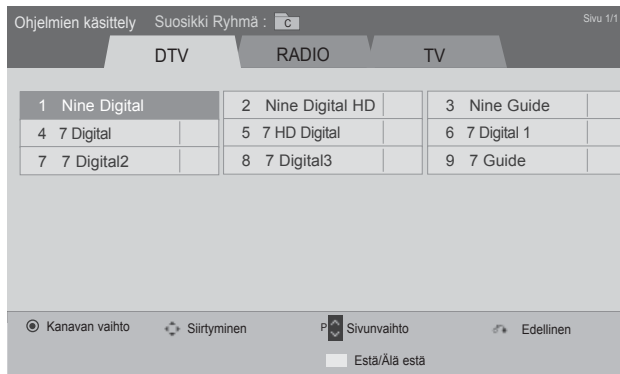 Ohjelmien käsittely Suosikki Ryhmä : C Sivu 1/1
DTV RADIO TV
1 Nine Digital 2 Nine Digital HD 3 Nine Guide
4 7 Digital 5 7 HD Digital 6 7 Digital 1
7 7 Digital2 8 7 Digital3 9 7 Guide
Kanavan vaihto Siirtyminen P Sivunvaihto Edellinen
Estä/Älä estä